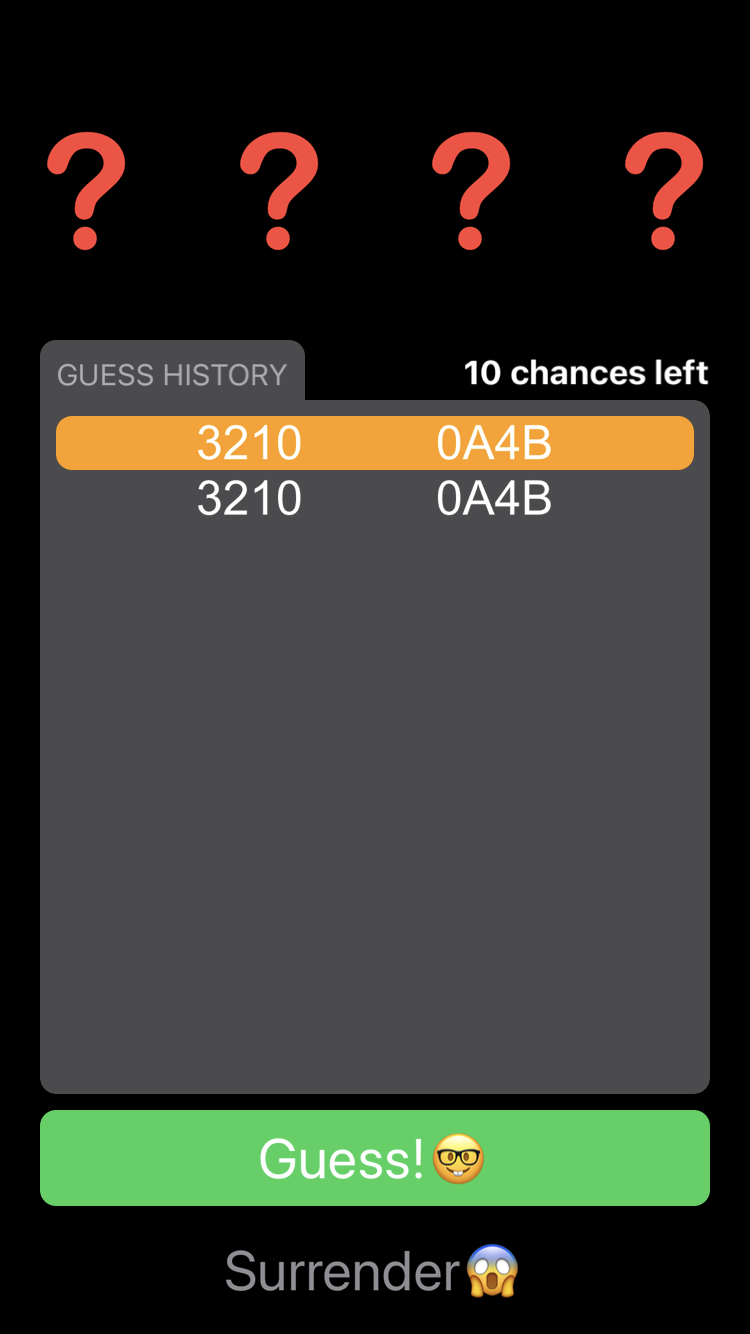 ❓ ❓ ❓ ❓
GUESS HISTORY
10 chances left
3210 0A4B
3210 0A4B
Guess!🤓
Surrender😱